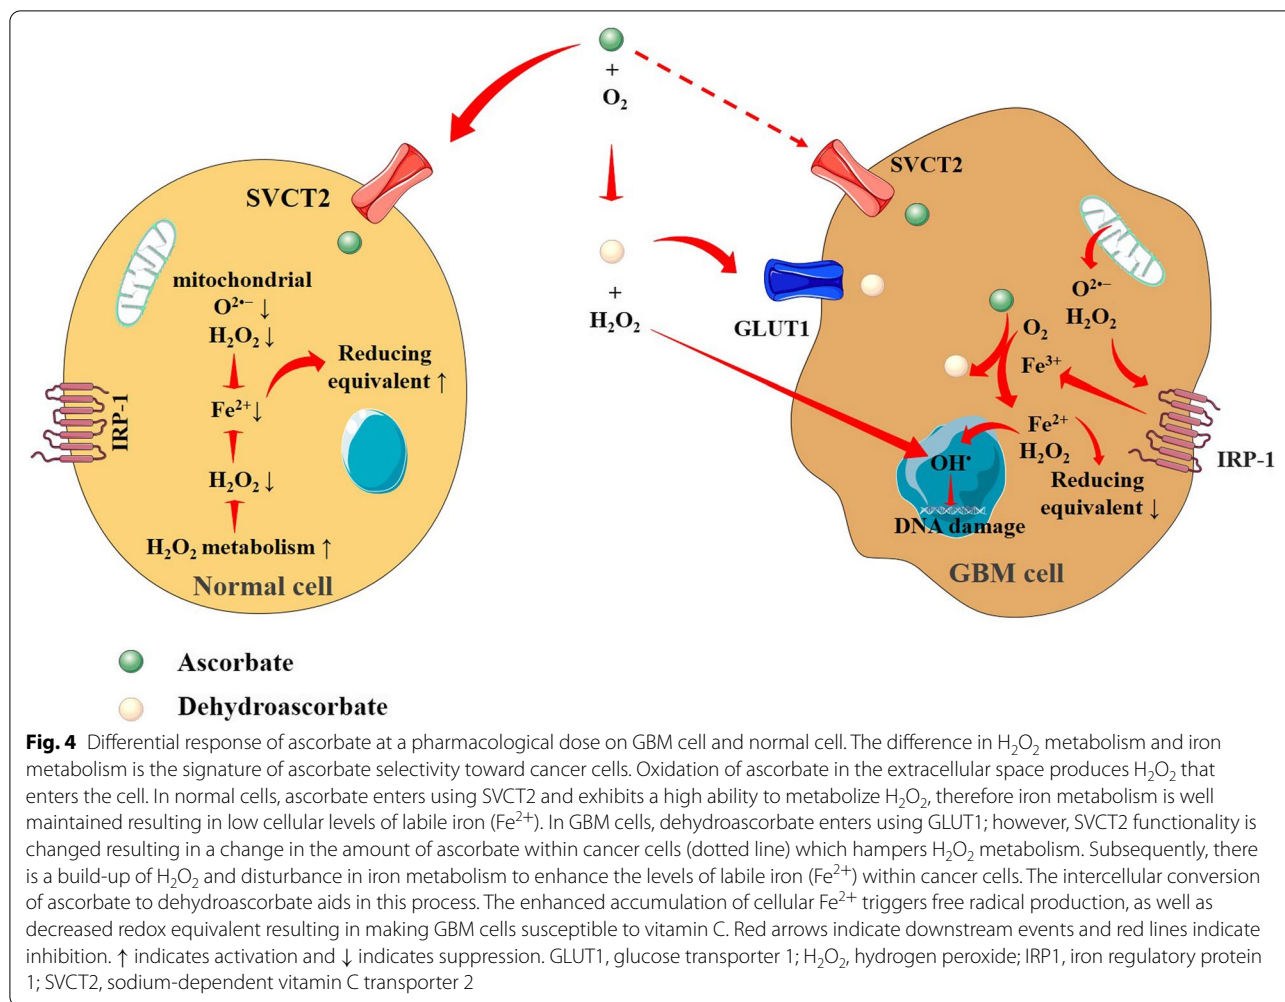 +
O₂
SVCT2
SVCT2
mitochondrial
O²•− ↓
H₂O₂ ↓
Reducing
equivalent ↑
Fe²⁺↓
IRP-1
H₂O₂ ↓
H₂O₂ metabolism ↑
Normal cell
+
H₂O₂
GLUT1
O²•−
H₂O₂
O₂
Fe³⁺
Fe²⁺
H₂O₂
OH•
Reducing
equivalent ↓
DNA damage
IRP-1
GBM cell
Ascorbate
Dehydroascorbate
Fig. 4 Differential response of ascorbate at a pharmacological dose on GBM cell and normal cell. The difference in H₂O₂ metabolism and iron
metabolism is the signature of ascorbate selectivity toward cancer cells. Oxidation of ascorbate in the extracellular space produces H₂O₂ that
enters the cell. In normal cells, ascorbate enters using SVCT2 and exhibits a high ability to metabolize H₂O₂, therefore iron metabolism is well
maintained resulting in low cellular levels of labile iron (Fe²⁺). In GBM cells, dehydroascorbate enters using GLUT1; however, SVCT2 functionality is
changed resulting in a change in the amount of ascorbate within cancer cells (dotted line) which hampers H₂O₂ metabolism. Subsequently, there
is a build-up of H₂O₂ and disturbance in iron metabolism to enhance the levels of labile iron (Fe²⁺) within cancer cells. The intercellular conversion
of ascorbate to dehydroascorbate aids in this process. The enhanced accumulation of cellular Fe²⁺ triggers free radical production, as well as
decreased redox equivalent resulting in making GBM cells susceptible to vitamin C. Red arrows indicate downstream events and red lines indicate
inhibition. ↑ indicates activation and ↓ indicates suppression. GLUT1, glucose transporter 1; H₂O₂, hydrogen peroxide; IRP1, iron regulatory protein
1; SVCT2, sodium-dependent vitamin C transporter 2